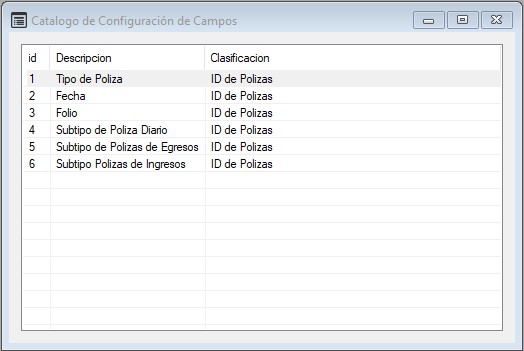 Catalogo de Configuración de Campos
id Descripcion Clasificacion
1 Tipo de Poliza ID de Polizas
2 Fecha ID de Polizas
3 Folio ID de Polizas
4 Subtipo de Poliza Diario ID de Polizas
5 Subtipo de Polizas de Egresos ID de Polizas
6 Subtipo Polizas de Ingresos ID de Polizas